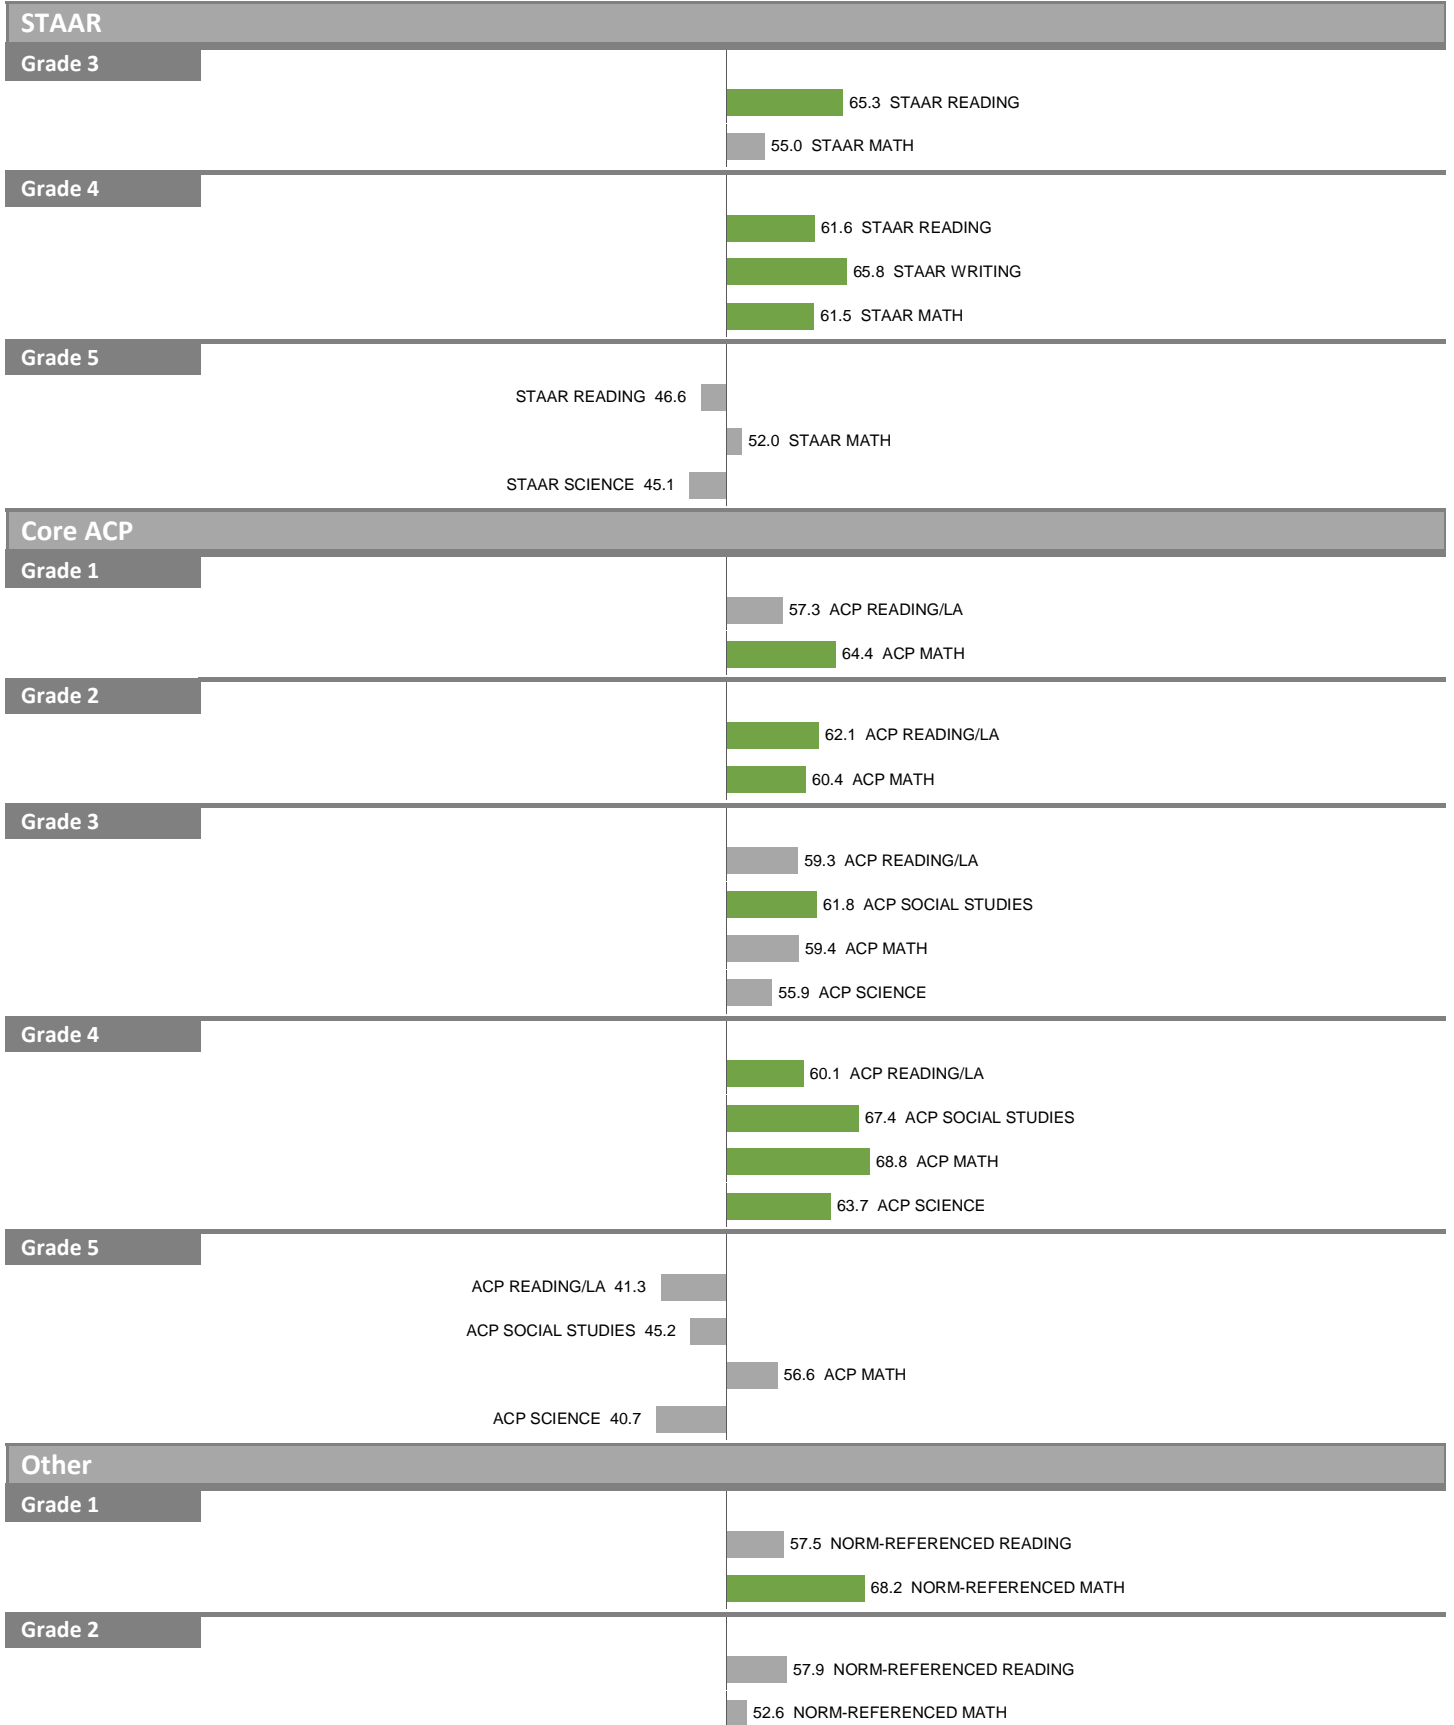 STAAR
Grade 3
65.3 STAAR READING
55.0 STAAR MATH
Grade 4
61.6 STAAR READING
65.8 STAAR WRITING
61.5 STAAR MATH
Grade 5
STAAR READING 46.6
52.0 STAAR MATH
STAAR SCIENCE 45.1
Core ACP
Grade 1
57.3 ACP READING/LA
64.4 ACP MATH
Grade 2
62.1 ACP READING/LA
60.4 ACP MATH
Grade 3
59.3 ACP READING/LA
61.8 ACP SOCIAL STUDIES
59.4 ACP MATH
55.9 ACP SCIENCE
Grade 4
60.1 ACP READING/LA
67.4 ACP SOCIAL STUDIES
68.8 ACP MATH
63.7 ACP SCIENCE
Grade 5
ACP READING/LA 41.3
ACP SOCIAL STUDIES 45.2
56.6 ACP MATH
ACP SCIENCE 40.7
Other
Grade 1
57.5 NORM-REFERENCED READING
68.2 NORM-REFERENCED MATH
Grade 2
57.9 NORM-REFERENCED READING
52.6 NORM-REFERENCED MATH